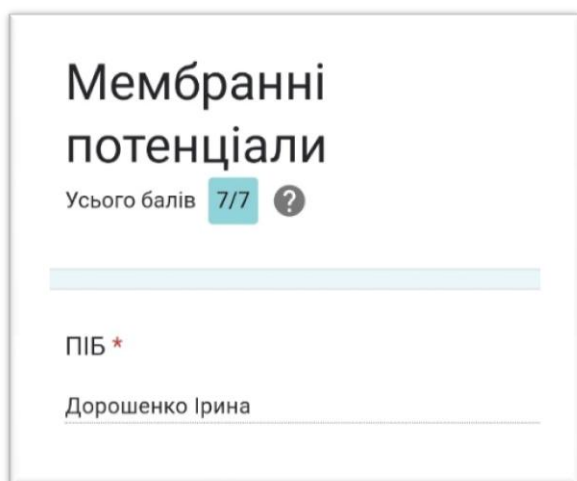 Мембранні
потенціали
Усього балів 7/7 ?
ПІБ *
Дорошенко Ірина